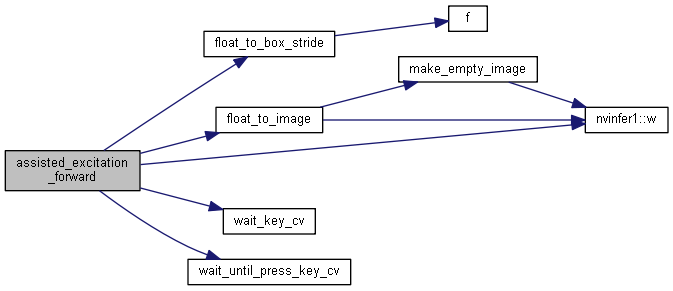 assisted_excitation
_forward
float_to_box_stride
f
float_to_image
make_empty_image
nvinfer1::w
wait_key_cv
wait_until_press_key_cv